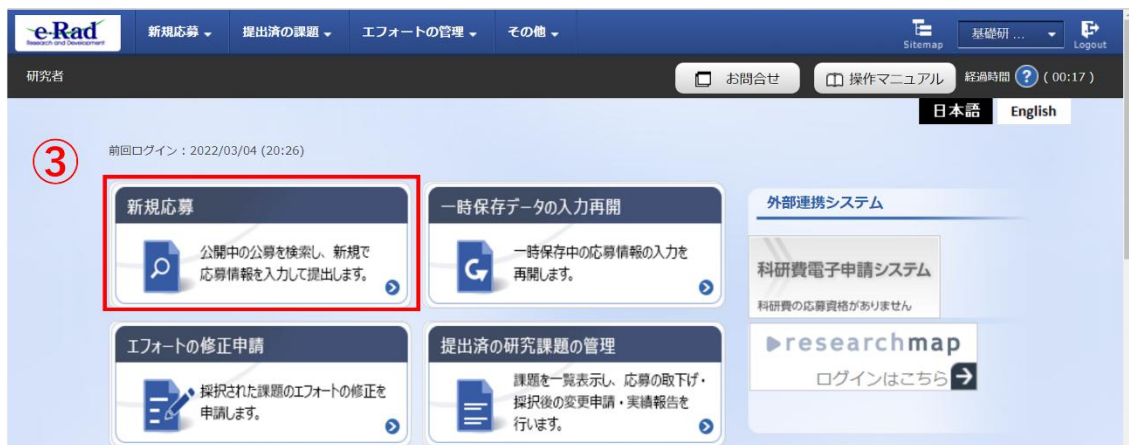 e-Rad
Research and Development
新規応募
提出済の課題
エフォートの管理
その他
Sitemap
基礎研 ...
Logout
研究者
お問合せ
操作マニュアル
経過時間 ? ( 00:17 )
日本語 English
③
前回ログイン：2022/03/04 (20:26)
新規応募
公開中の公募を検索し、新規で
応募情報を入力して提出します。
一時保存データの入力再開
一時保存中の応募情報の入力を
再開します。
外部連携システム
科研費電子申請システム
科研費の応募資格がありません
エフォートの修正申請
採択された課題のエフォートの修正を
申請します。
提出済の研究課題の管理
課題を一覧表示し、応募の取下げ・
採択後の変更申請・実績報告を
行います。
researchmap
ログインはこちら